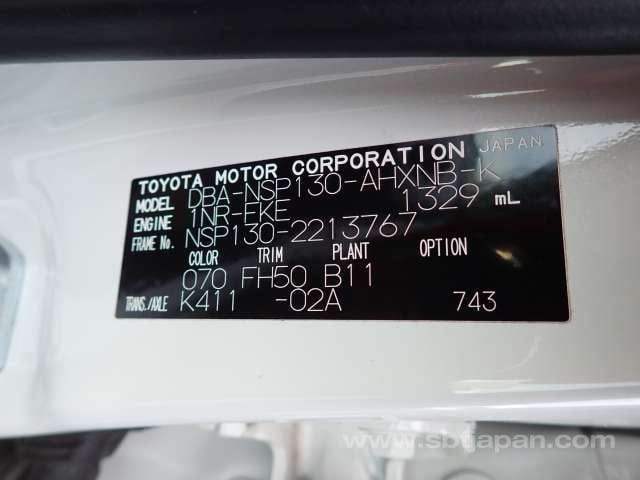 TOYOTA MOTOR CORPORATION JAPAN
MODEL DBA-NSP130-AHXNB-K
ENGINE 1NR-FKE 1329 mL
FRAME No. NSP130-2213767
COLOR TRIM PLANT OPTION
070 FH50 B11
TRANS./AXLE K411 -02A 743
www.sbtjapan.com